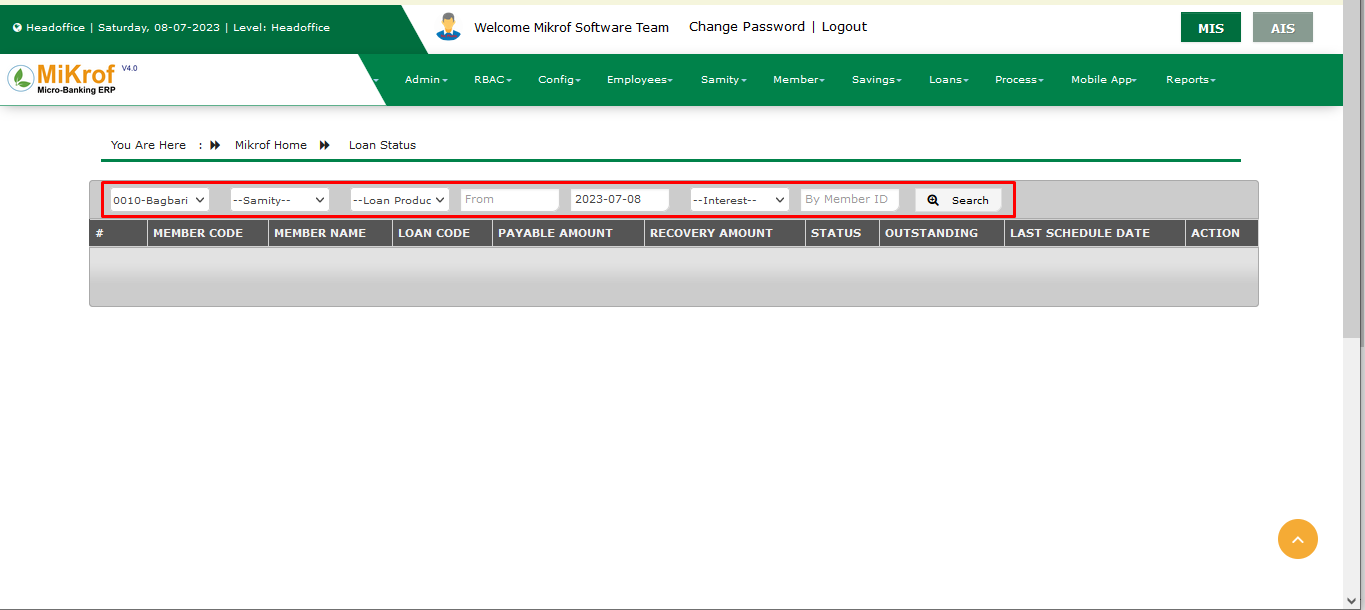 Headoffice | Saturday, 08-07-2023 | Level: Headoffice
Welcome Mikrof Software Team Change Password | Logout
MIS AIS
MiKrof V4.0
Micro-Banking ERP
Admin RBAC Config Employees Samity Member Savings Loans Process Mobile App Reports
You Are Here : Mikrof Home Loan Status
0010-Bagbari --Samity-- --Loan Produc From 2023-07-08 --Interest-- By Member ID Search
# MEMBER CODE MEMBER NAME LOAN CODE PAYABLE AMOUNT RECOVERY AMOUNT STATUS OUTSTANDING LAST SCHEDULE DATE ACTION